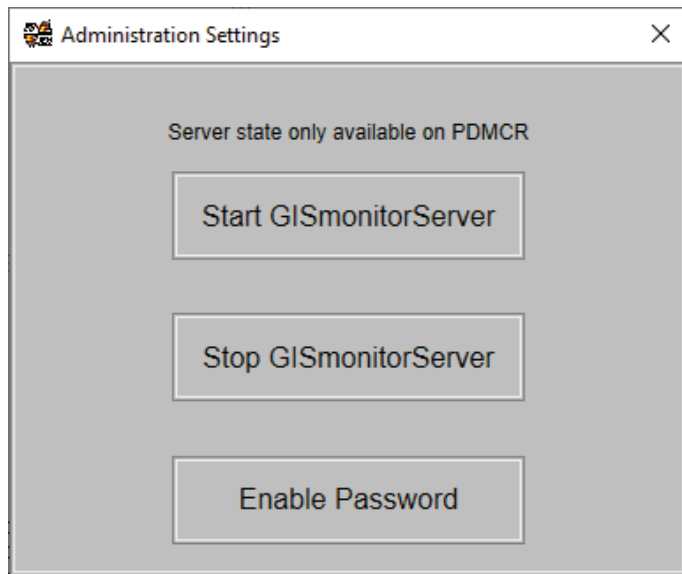 Administration Settings
Server state only available on PDMCR
Start GISmonitorServer
Stop GISmonitorServer
Enable Password